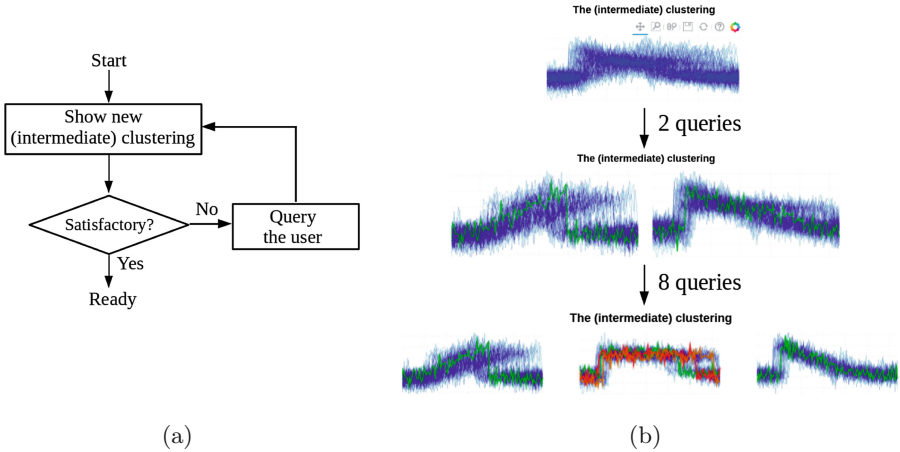 Start
Show new
(intermediate) clustering
Satisfactory?
No
Query
the user
Yes
Ready
(a)
The (intermediate) clustering
2 queries
The (intermediate) clustering
8 queries
The (intermediate) clustering
(b)